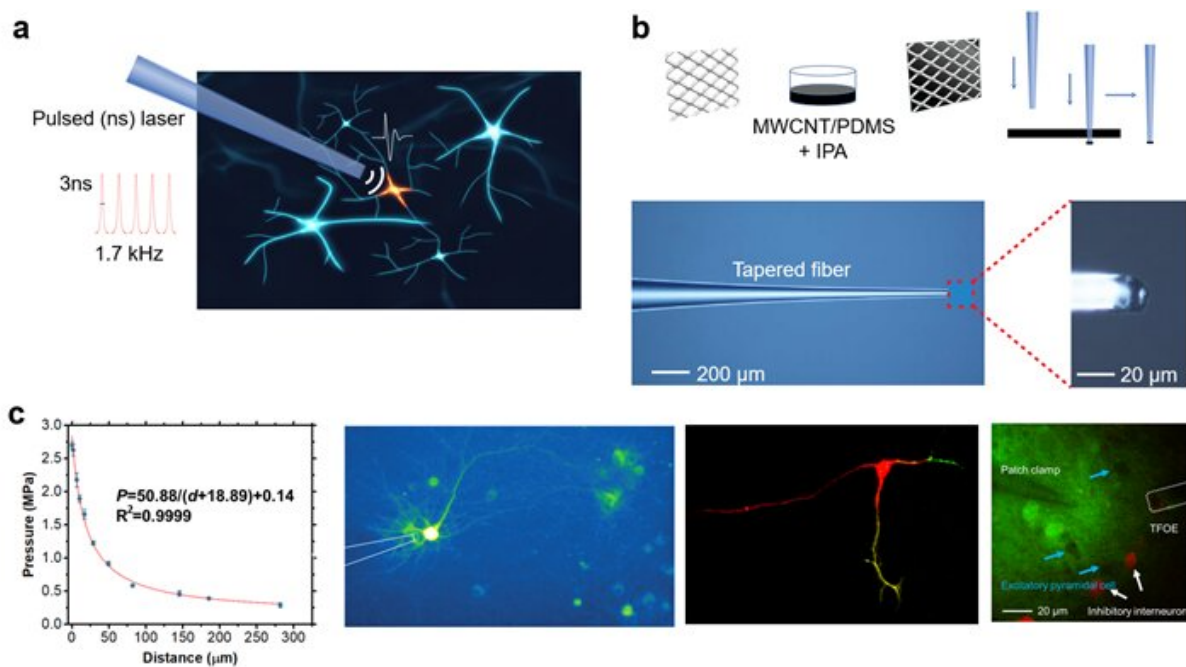 a
Pulsed (ns) laser
3ns
1.7 kHz
b
MWCNT/PDMS
+ IPA
Tapered fiber
200 μm
20 μm
c
Pressure (MPa)
3.0
2.5
2.0
1.5
1.0
0.5
0.0
P=50.88/(d+18.89)+0.14
R²=0.9999
0 50 100 150 200 250 300
Distance (μm)
Patch clamp
TFOE
Excitatory pyramidal cell
Inhibitory interneuron
20 μm